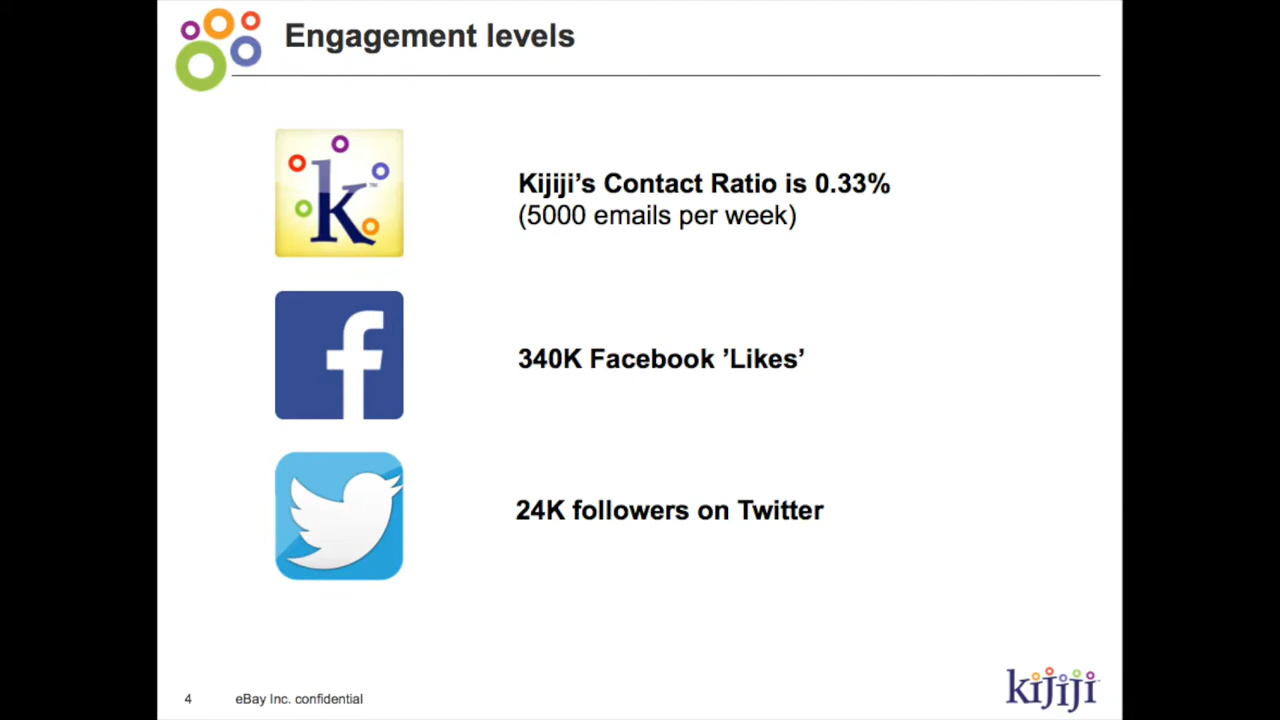 Engagement levels
k™
Kijiji’s Contact Ratio is 0.33%
(5000 emails per week)
f
340K Facebook ’Likes’
24K followers on Twitter
4 eBay Inc. confidential
kijiji